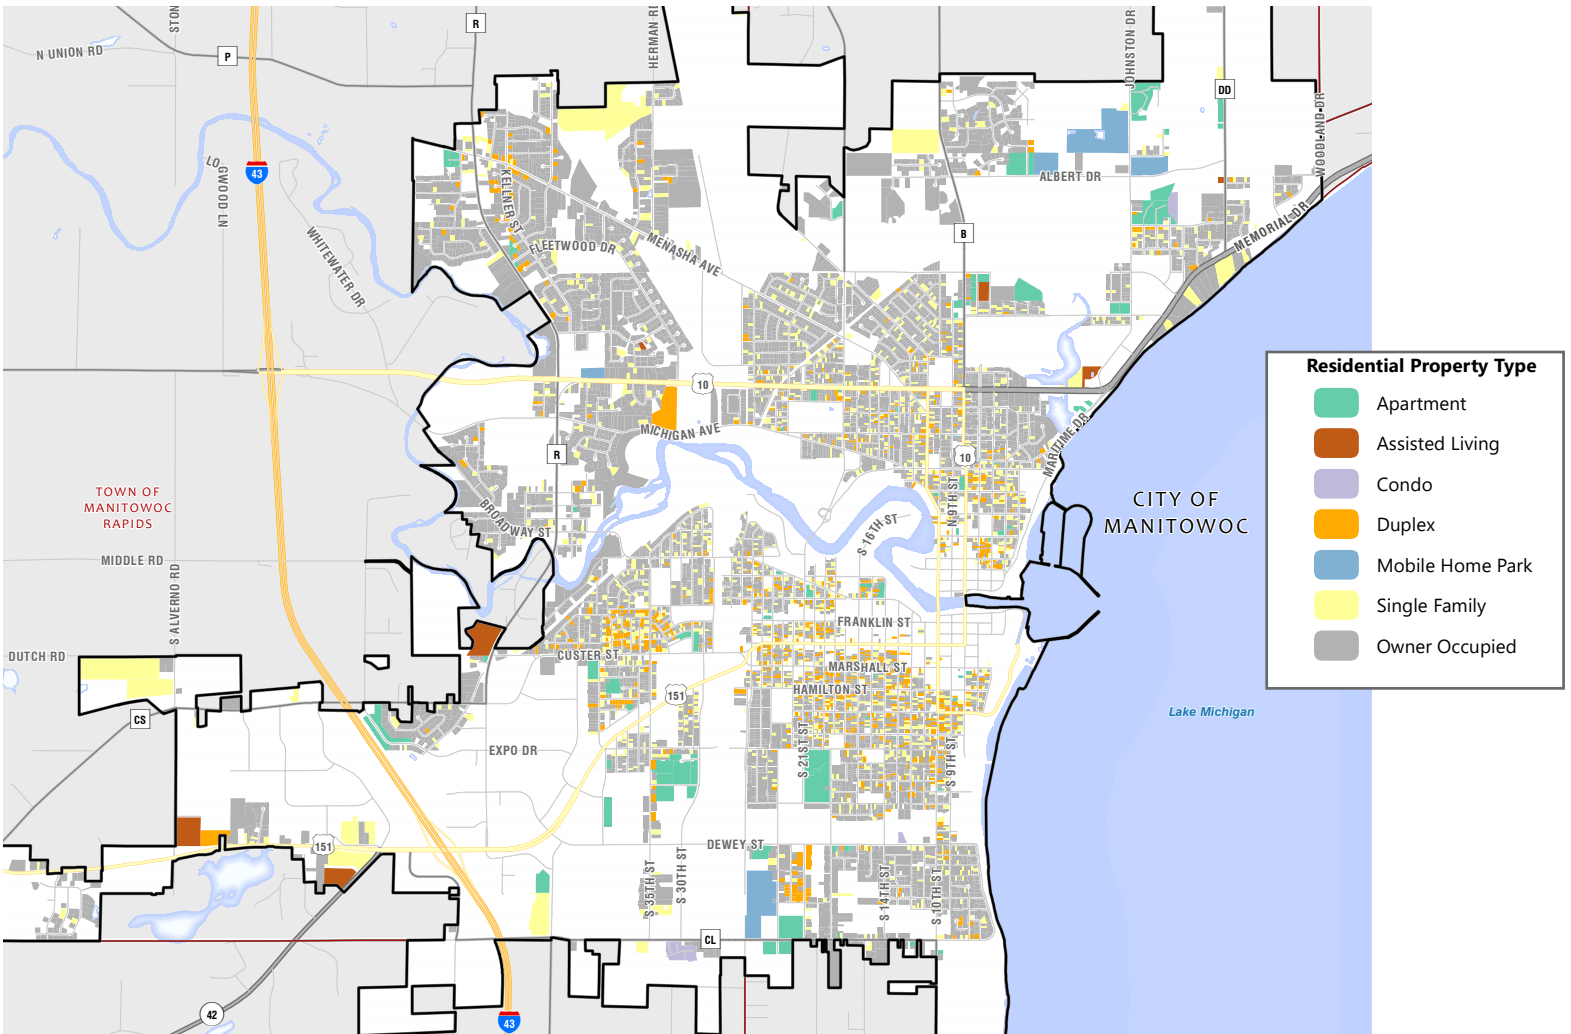 STON
R
HERMAN RD
JOHNSTON DR
N UNION RD
P
DD
WOODLAND DR
43
LOGWOOD LN
KELLNER ST
ALBERT DR
WHITEWATER DR
FLEETWOOD DR
MENASHA AVE
B
MEMORIAL DR
10
MICHIGAN AVE
R
10
MARITIME DR
TOWN OF
MANITOWOC
RAPIDS
BROADWAY ST
N 9TH ST
S 16TH ST
CITY OF
MANITOWOC
MIDDLE RD
S ALVERNO RD
FRANKLIN ST
DUTCH RD
CUSTER ST
MARSHALL ST
HAMILTON ST
151
CS
Lake Michigan
EXPO DR
S 21ST ST
S 9TH ST
151
DEWEY ST
S 35TH ST
S 30TH ST
S 14TH ST
S 10TH ST
CL
42
43
Residential Property Type
Apartment
Assisted Living
Condo
Duplex
Mobile Home Park
Single Family
Owner Occupied